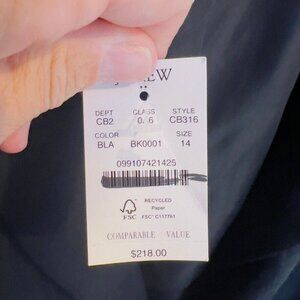 DEPT CLASS STYLE
CB2 CB316
COLOR SIZE
BLA BK0001 14
099107421425
FSC
RECYCLED
Paper
FSC® C117761
COMPARABLE VALUE
$218.00